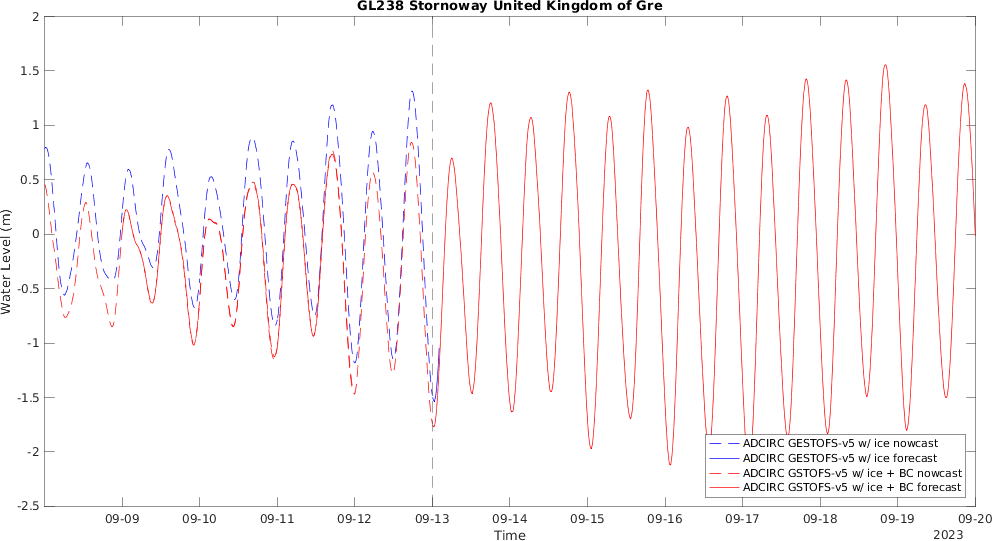 GL238 Stornoway United Kingdom of Gre
Water Level (m)
2
1.5
1
0.5
0
-0.5
-1
-1.5
-2
-2.5
ADCIRC GESTOFS-v5 w/ ice nowcast
ADCIRC GESTOFS-v5 w/ ice forecast
ADCIRC GSTOFS-v5 w/ ice + BC nowcast
ADCIRC GSTOFS-v5 w/ ice + BC forecast
09-09 09-10 09-11 09-12 09-13 09-14 09-15 09-16 09-17 09-18 09-19 09-20
Time
2023